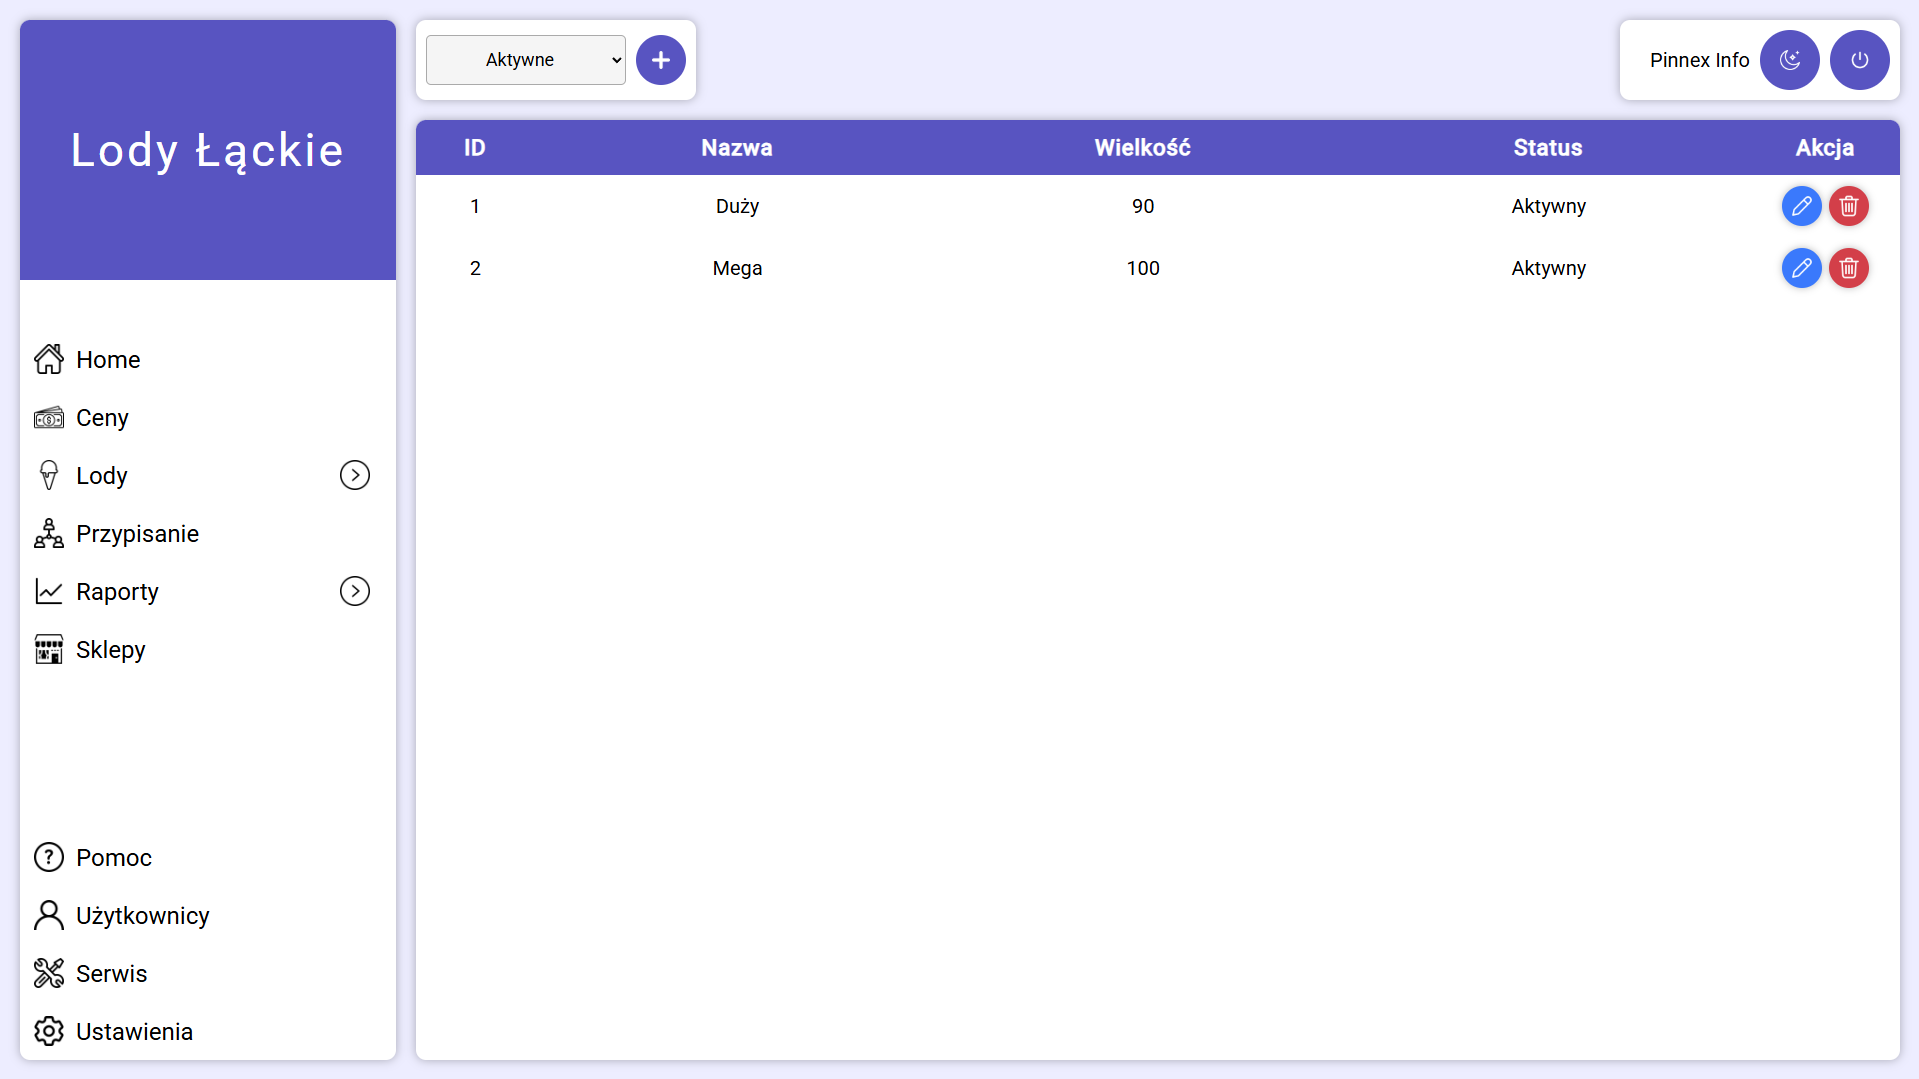 Lody Łąckie
Home
Ceny
Lody
Przypisanie
Raporty
Sklepy
Pomoc
Użytkownicy
Serwis
Ustawienia
Aktywne
Pinnex Info
ID Nazwa Wielkość Status Akcja
1 Duży 90 Aktywny
2 Mega 100 Aktywny